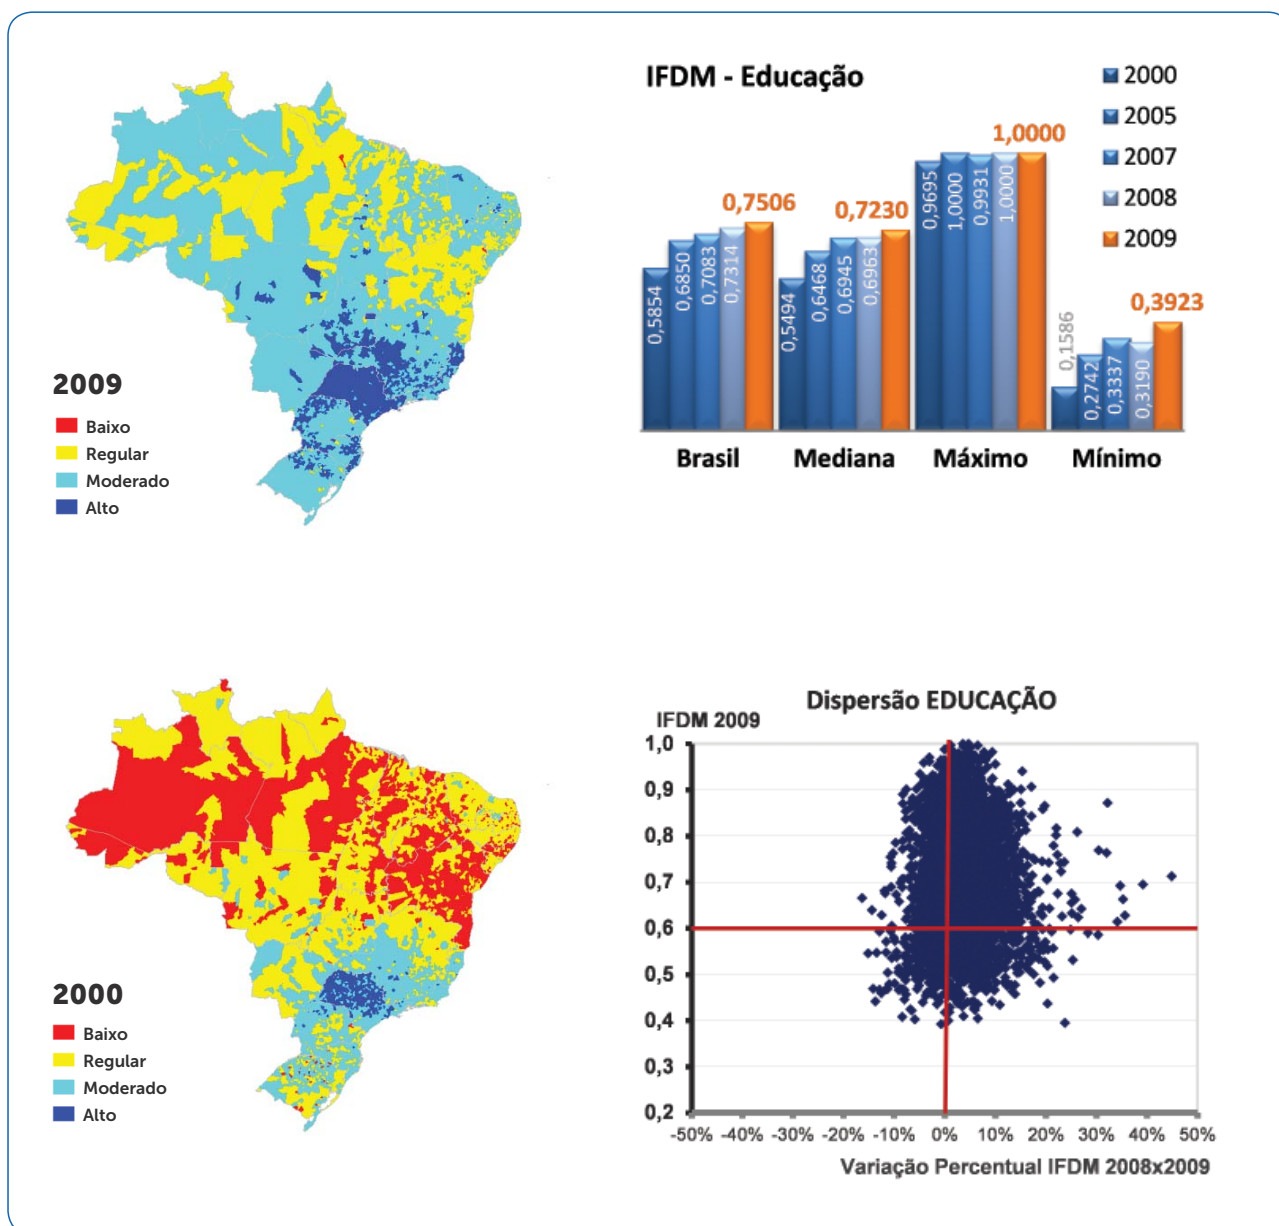 2009
Baixo
Regular
Moderado
Alto
IFDM - Educação
2000
2005
2007
2008
2009
0,5854
0,6850
0,7083
0,7314
0,7506
0,5494
0,6468
0,6945
0,6963
0,7230
0,9695
1,0000
0,9931
1,0000
1,0000
0,1586
0,2742
0,3337
0,3190
0,3923
Brasil
Mediana
Máximo
Mínimo
2000
Baixo
Regular
Moderado
Alto
Dispersão EDUCAÇÃO
IFDM 2009
1,0
0,9
0,8
0,7
0,6
0,5
0,4
0,3
0,2
-50% -40% -30% -20% -10% 0% 10% 20% 30% 40% 50%
Variação Percentual IFDM 2008x2009